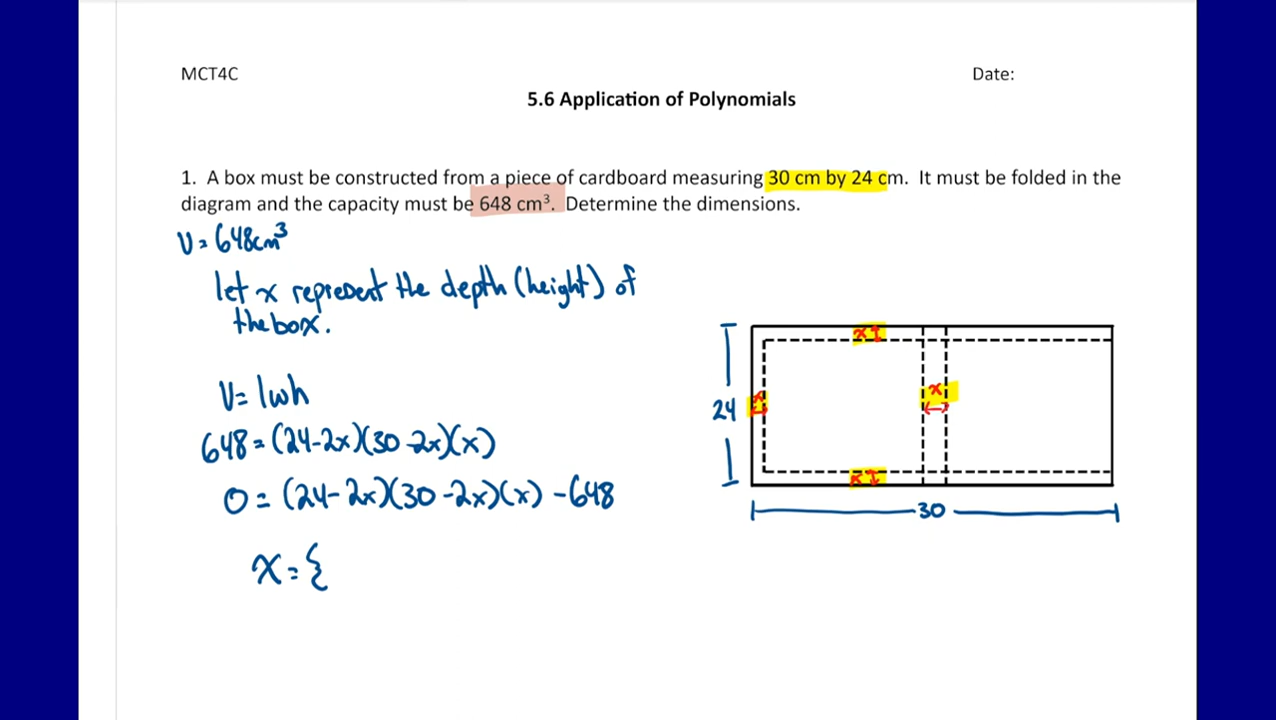 MCT4C Date:
5.6 Application of Polynomials
1. A box must be constructed from a piece of cardboard measuring 30 cm by 24 cm. It must be folded in the
diagram and the capacity must be 648 cm³. Determine the dimensions.
V = 648cm³
let x represent the depth (height) of
the box.
V = lwh
648 = (24-2x)(30-2x)(x)
0 = (24-2x)(30-2x)(x) - 648
x = {
x
x
24
x
x
30